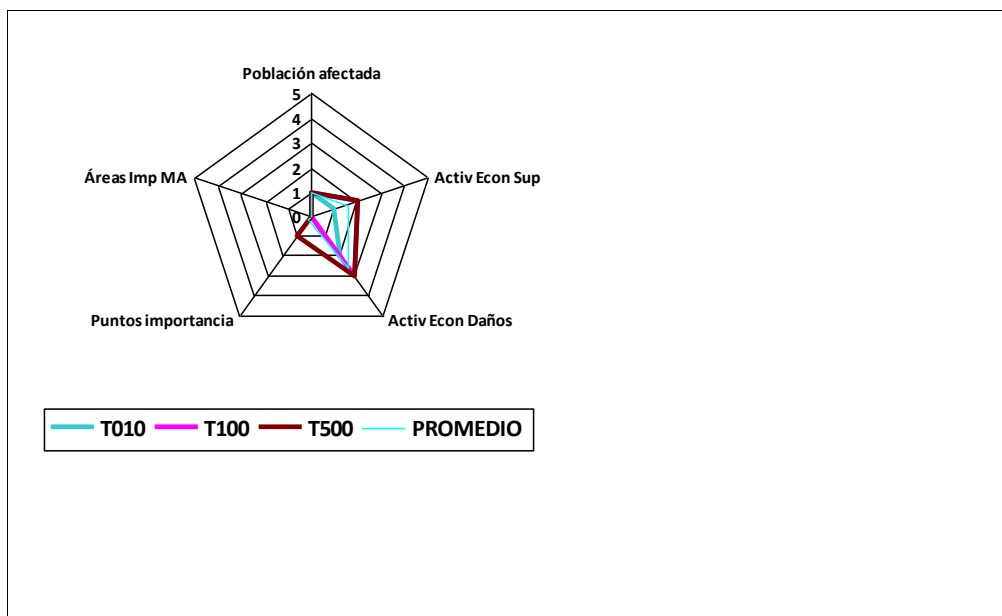 Población afectada
5
4
Áreas Imp MA
3
Activ Econ Sup
2
1
0
Puntos importancia
Activ Econ Daños
T010 T100 T500 PROMEDIO